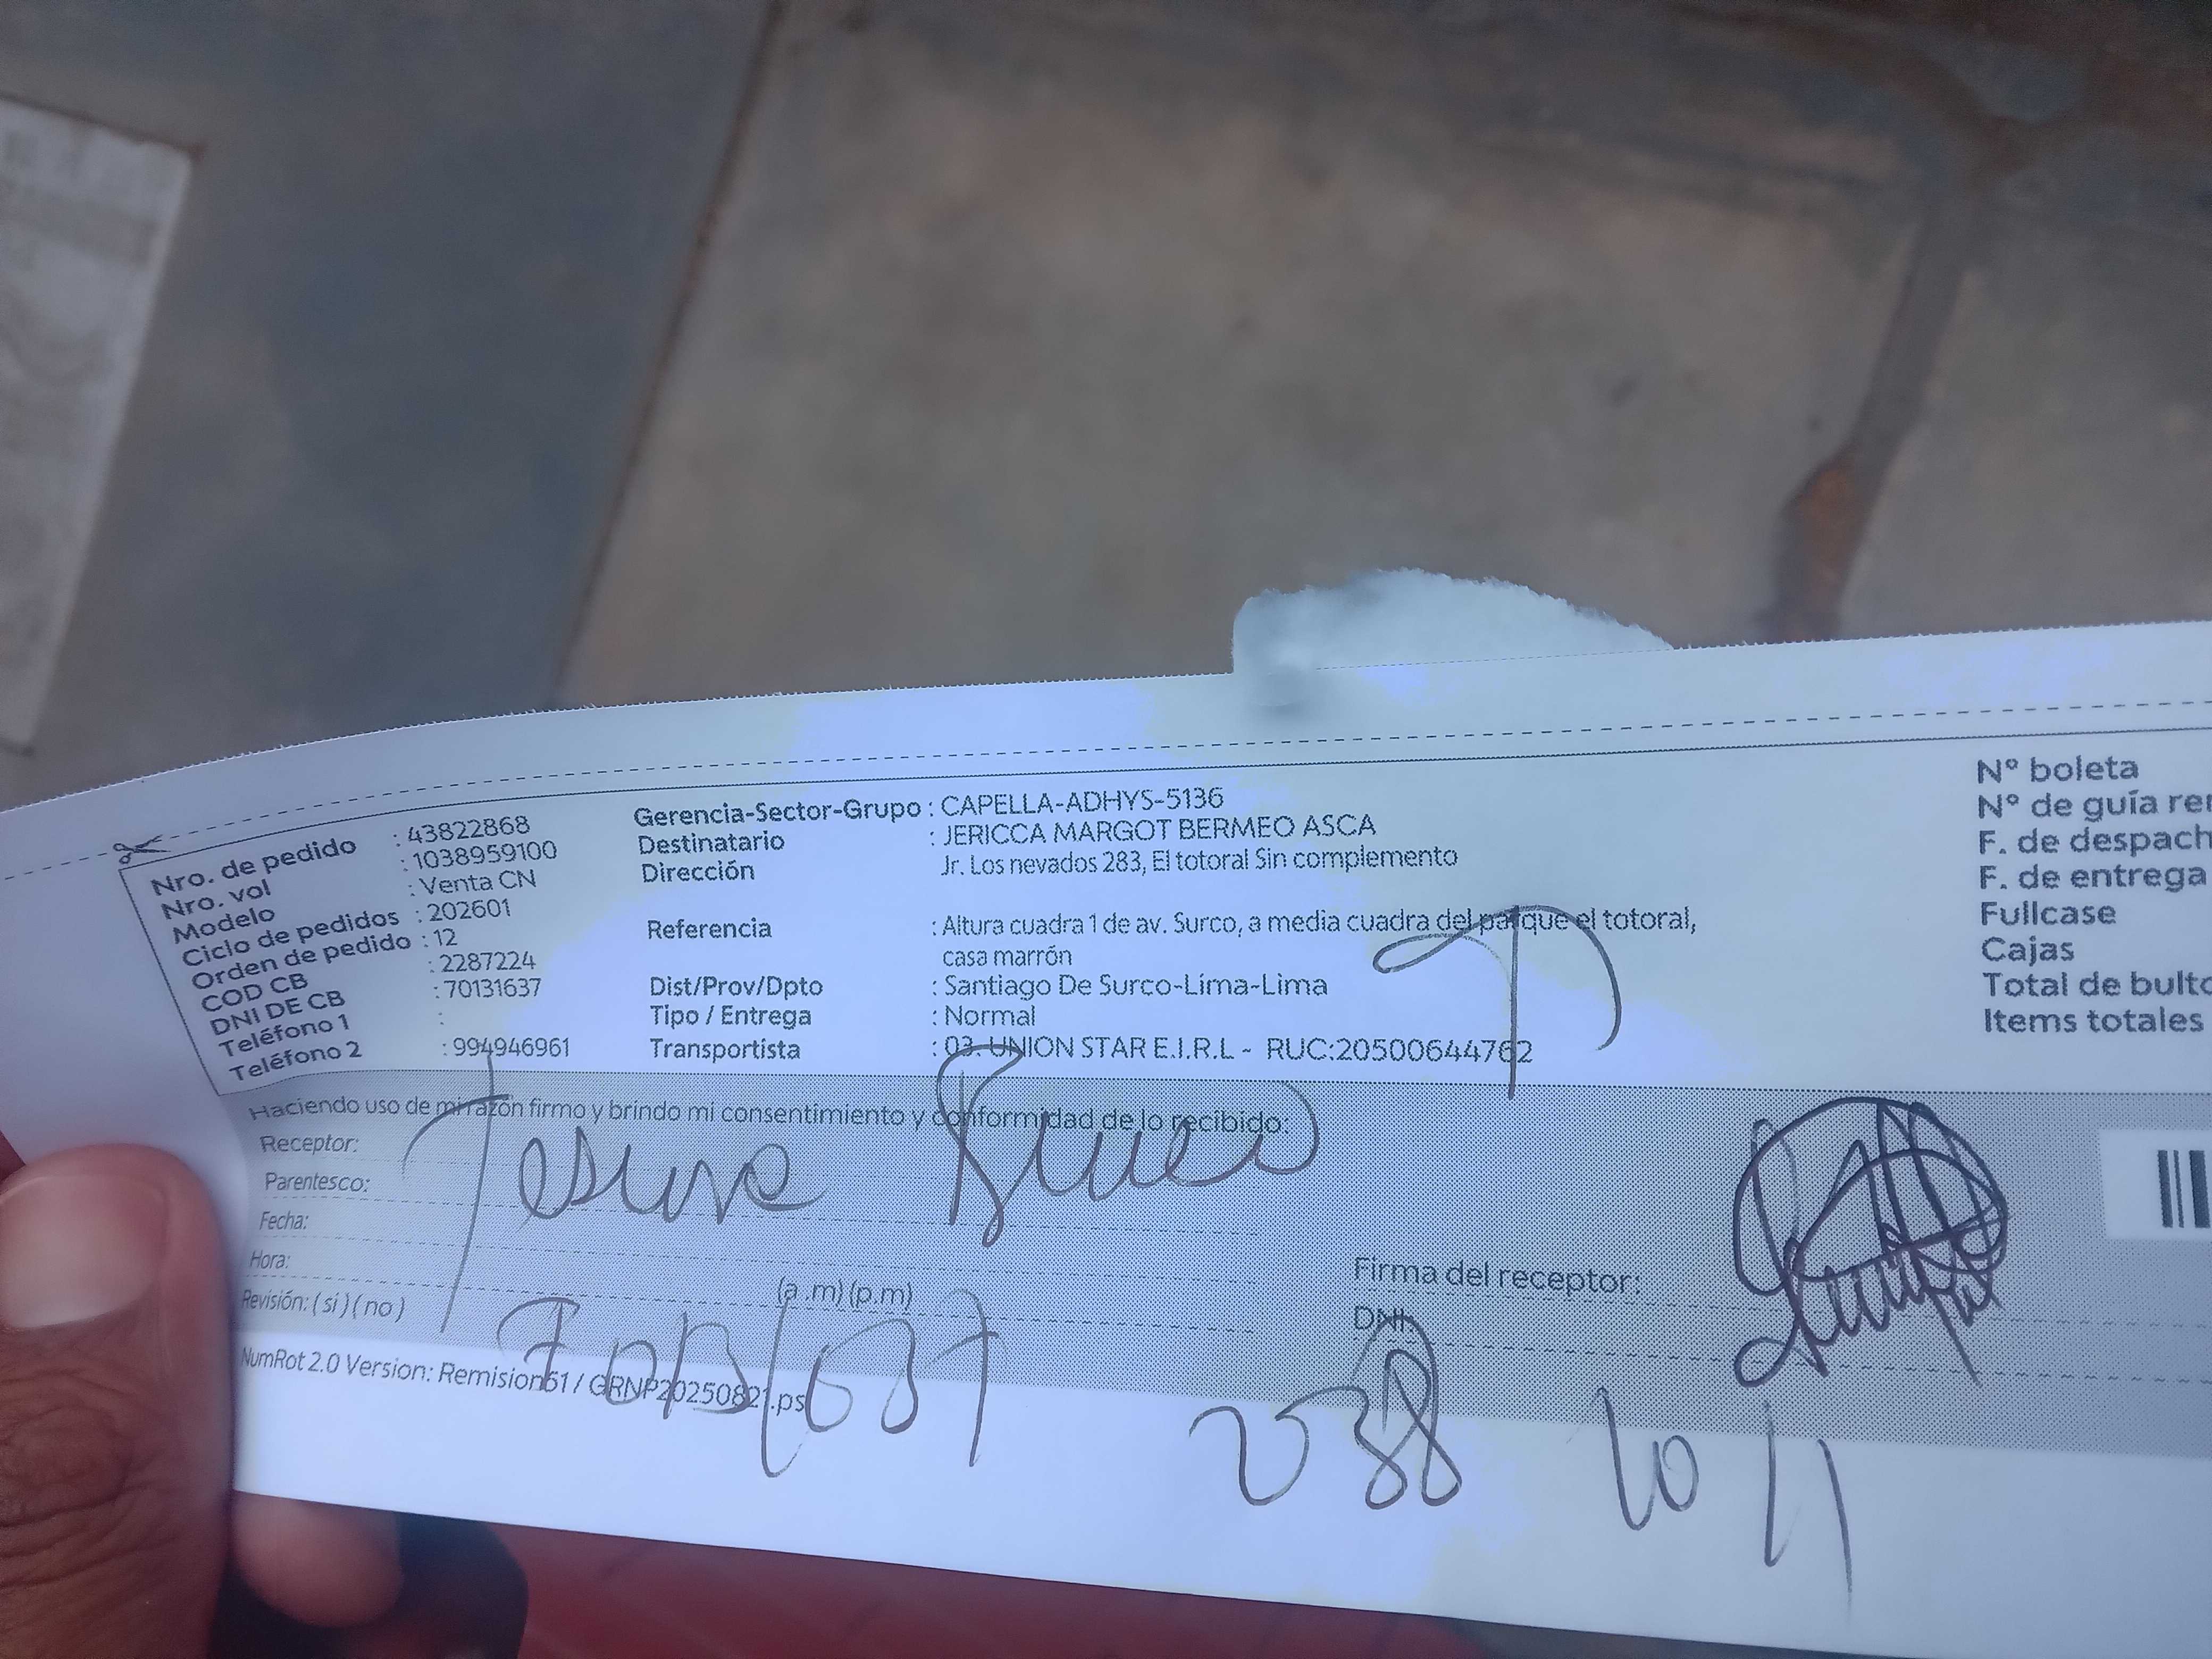 Nro. de pedido : 43822868
Nro. vol : 1038959100
Modelo : Venta CN
Ciclo de pedidos : 202601
Orden de pedido : 12
COD CB : 2287224
DNI DE CB : 70131637
Teléfono 1 :
Teléfono 2 : 994946961
Gerencia-Sector-Grupo : CAPELLA-ADHYS-5136
Destinatario : JERICCA MARGOT BERMEO ASCA
Dirección Jr. Los nevados 283, El totoral Sin complemento
Referencia : Altura cuadra 1 de av. Surco, a media cuadra del parque el totoral,
casa marrón
Dist/Prov/Dpto : Santiago De Surco-Lima-Lima
Tipo / Entrega : Normal
Transportista : 03. UNION STAR E.I.R.L - RUC:20500644762
N° boleta
N° de guía
F. de
F. de entrega
Fullcase
Cajas
Total de
Items totales
Haciendo uso de mi razón firmo y brindo mi consentimiento y conformidad de lo recibido:
Receptor:
Parentesco:
Fecha:
Hora: (a.m) (p.m)
Revisión: ( si ) ( no )
Firma del receptor:
DNI:
NumRot 2.0 Version: Remision61 / GRNP20250821.ps